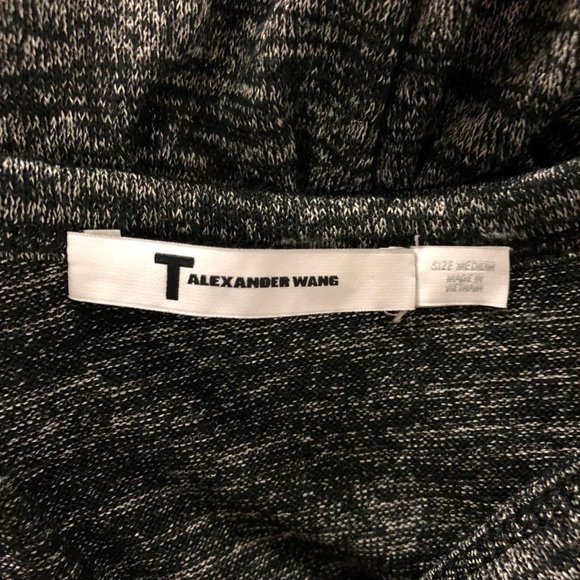 T ALEXANDER WANG
SIZE MEDIUM
MADE IN
VIETNAM